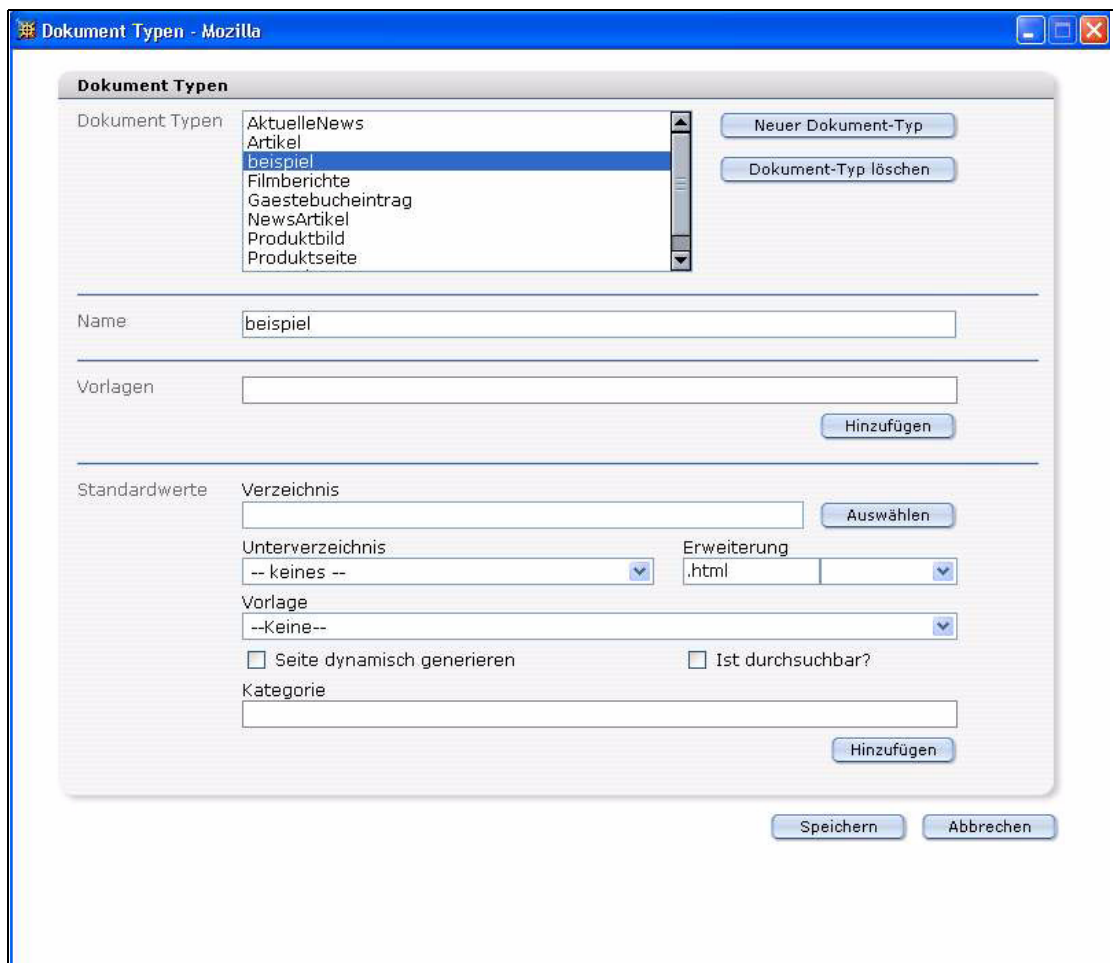 Dokument Typen - Mozilla
Dokument Typen
Dokument Typen
AktuelleNews
Artikel
beispiel
Filmberichte
Gaestebucheintrag
NewsArtikel
Produktbild
Produktseite
Neuer Dokument-Typ
Dokument-Typ löschen
Name
beispiel
Vorlagen
Hinzufügen
Standardwerte
Verzeichnis
Auswählen
Unterverzeichnis
Erweiterung
-- keines --
.html
Vorlage
--Keine--
Seite dynamisch generieren
Ist durchsuchbar?
Kategorie
Hinzufügen
Speichern
Abbrechen